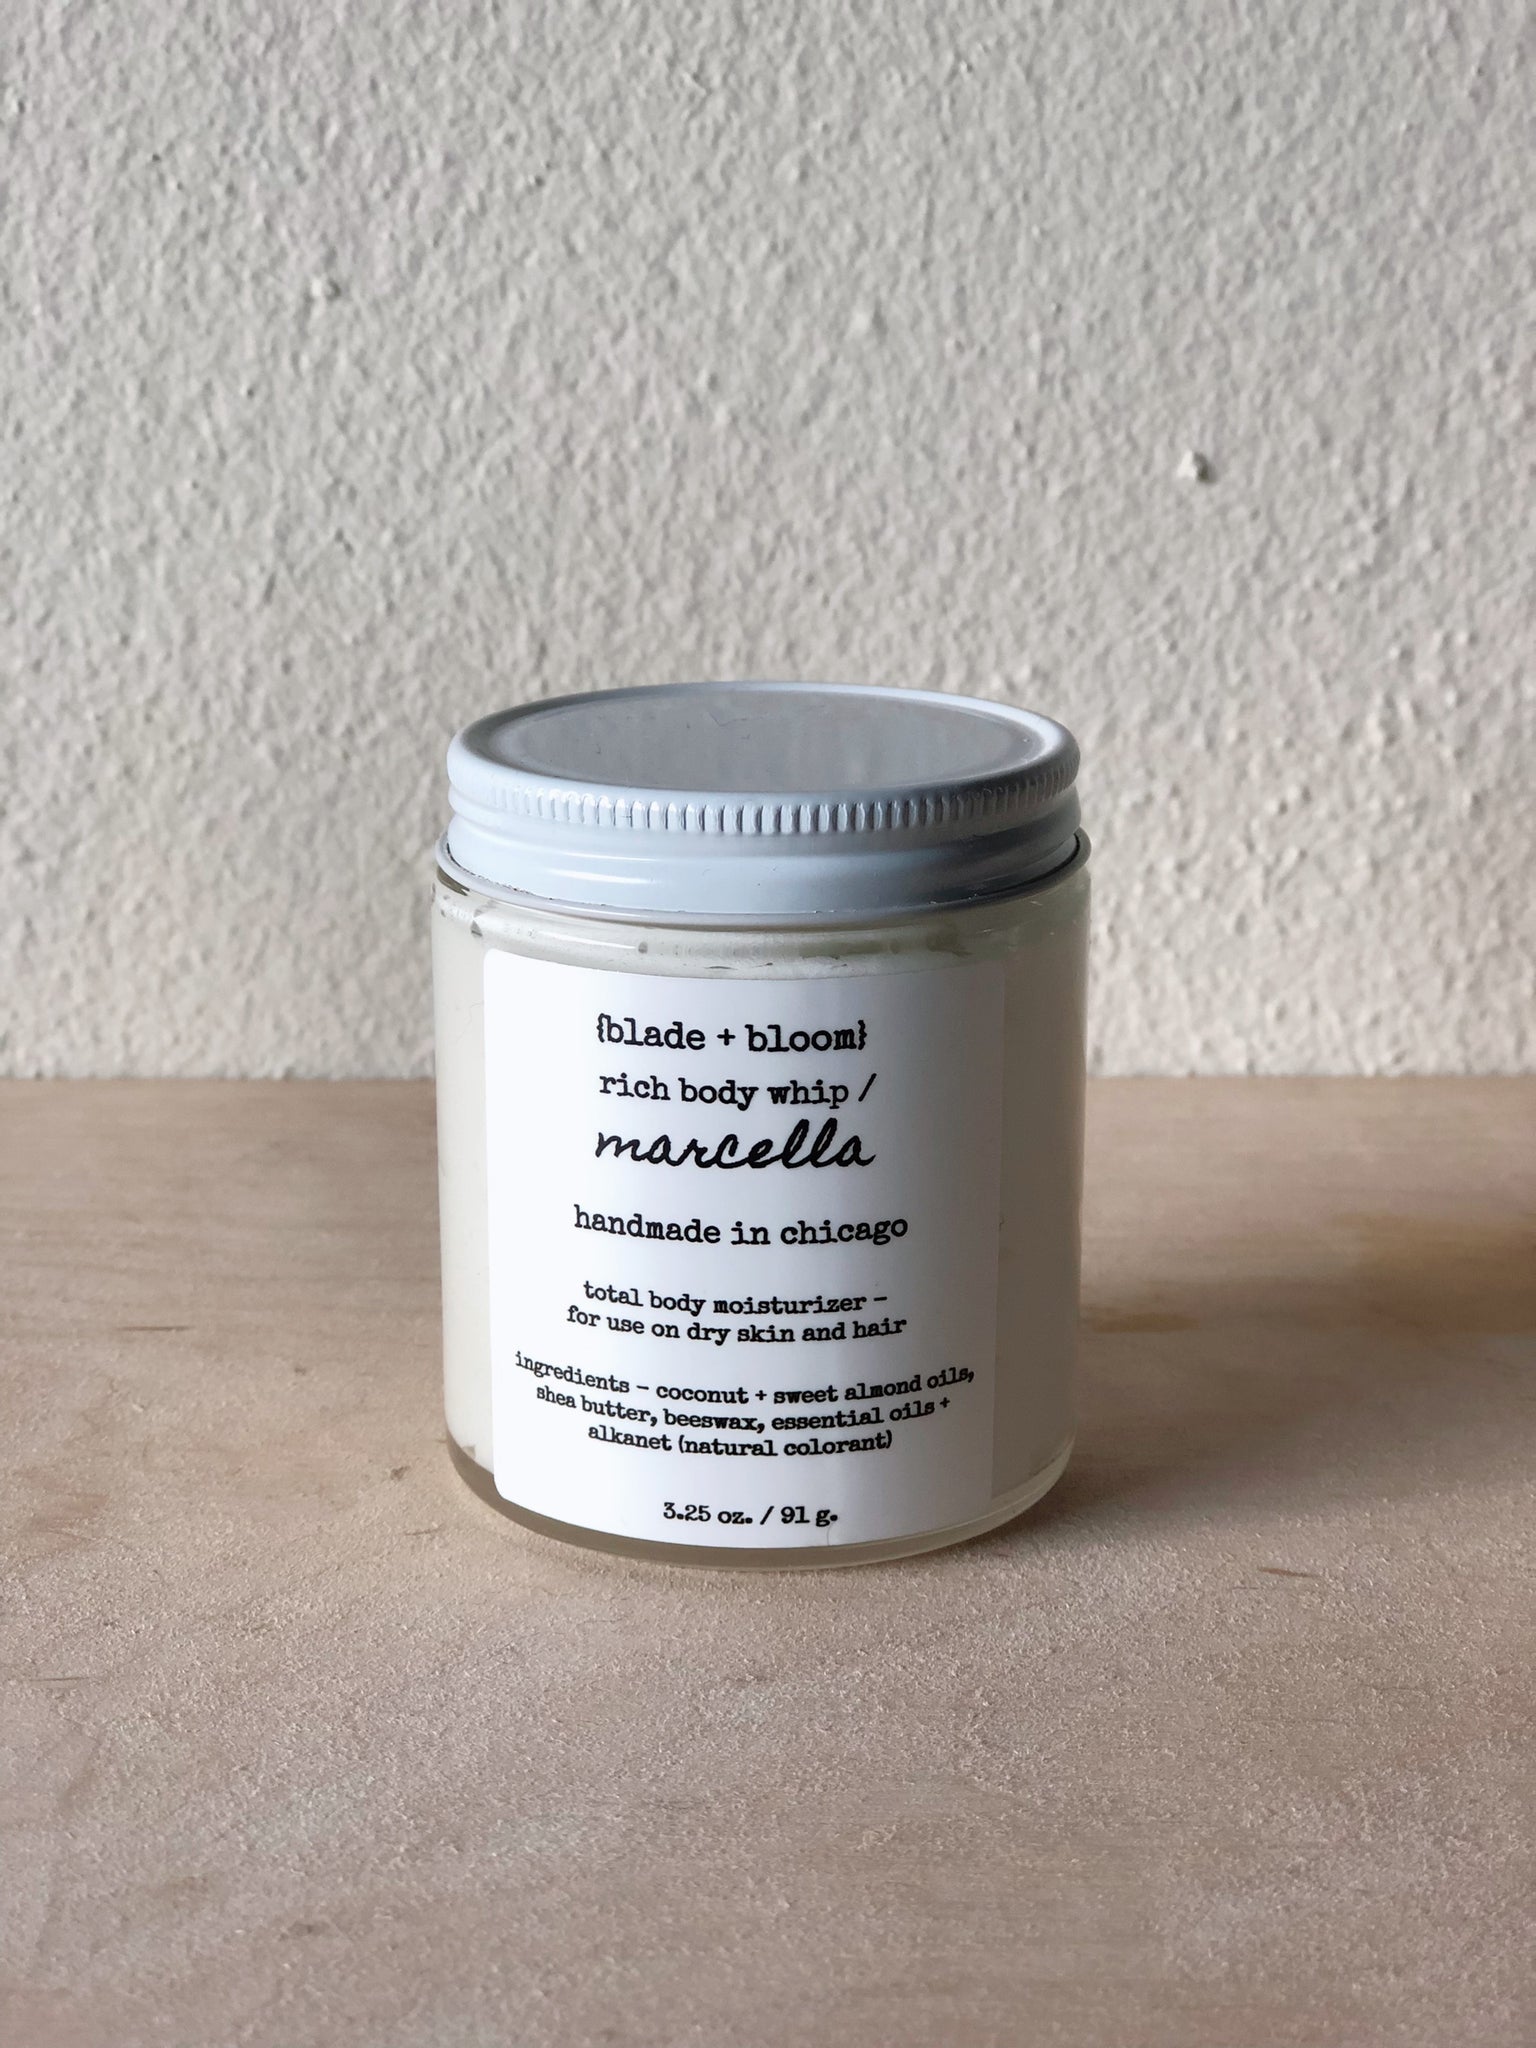 {blade + bloom}
rich body whip /
marcella
handmade in chicago
total body moisturizer –
for use on dry skin and hair
ingredients – coconut + sweet almond oils,
shea butter, beeswax, essential oils +
alkanet (natural colorant)
3.25 oz. / 91 g.